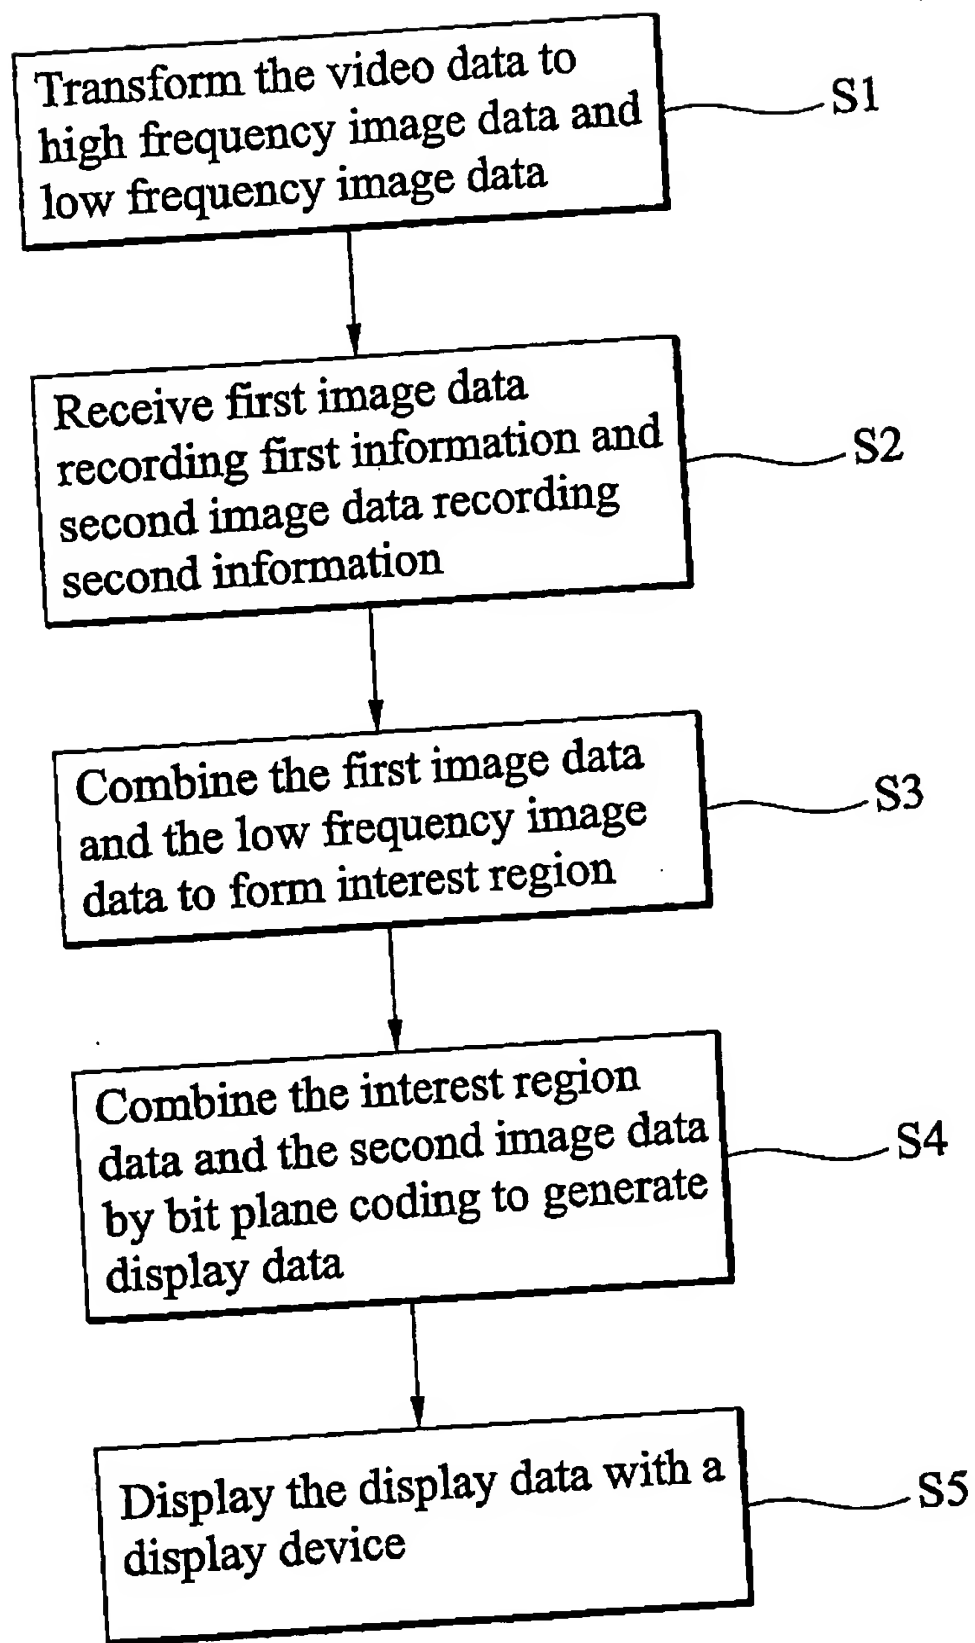 Transform the video data to
high frequency image data and
low frequency image data
S1
Receive first image data
recording first information and
second image data recording
second information
S2
Combine the first image data
and the low frequency image
data to form interest region
S3
Combine the interest region
data and the second image data
by bit plane coding to generate
display data
S4
Display the display data with a
display device
S5